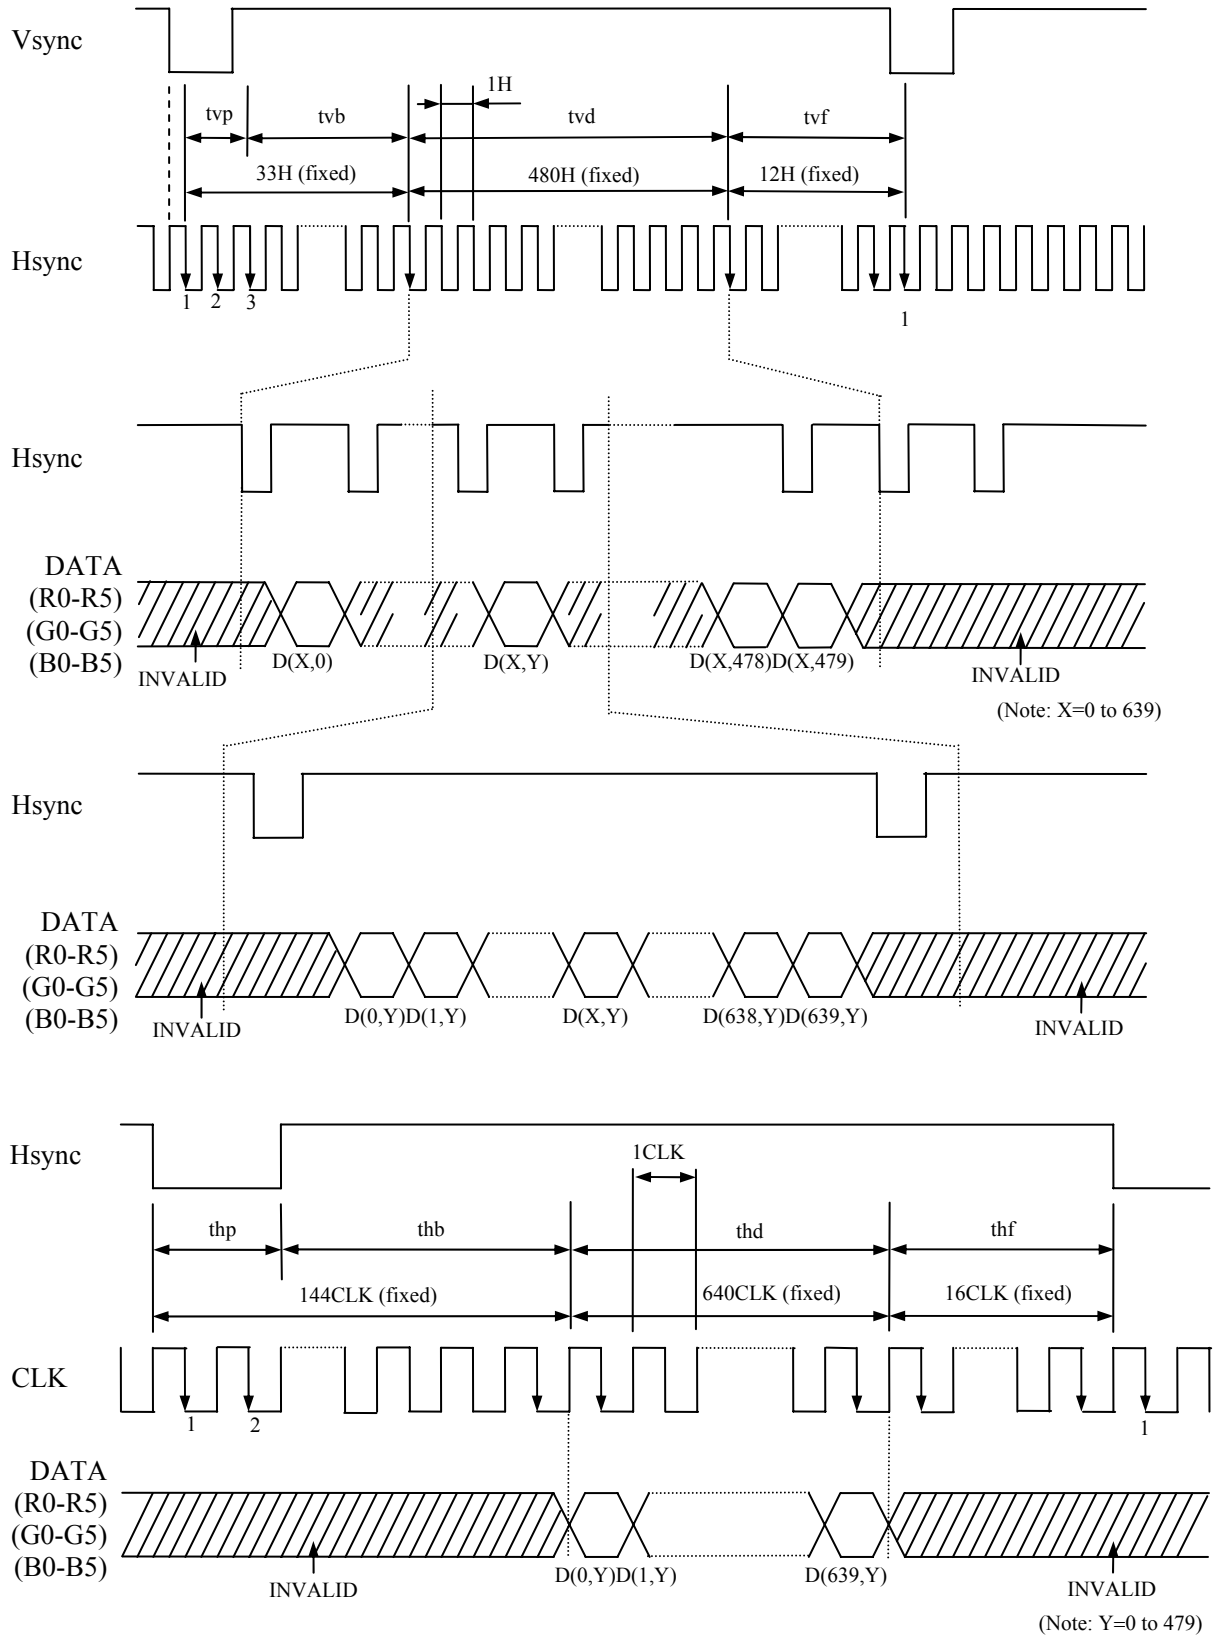 Vsync
1H
tvp
tvb
tvd
tvf
33H (fixed)
480H (fixed)
12H (fixed)
Hsync
1
2
3
1
Hsync
DATA
(R0-R5)
(G0-G5)
(B0-B5)
D(X,0)
D(X,Y)
D(X,478)D(X,479)
INVALID
INVALID
(Note: X=0 to 639)
Hsync
DATA
(R0-R5)
(G0-G5)
(B0-B5)
D(0,Y)D(1,Y)
D(X,Y)
D(638,Y)D(639,Y)
INVALID
INVALID
Hsync
1CLK
thp
thb
thd
thf
144CLK (fixed)
640CLK (fixed)
16CLK (fixed)
CLK
1
2
1
DATA
(R0-R5)
(G0-G5)
(B0-B5)
D(0,Y)D(1,Y)
D(639,Y)
INVALID
INVALID
(Note: Y=0 to 479)